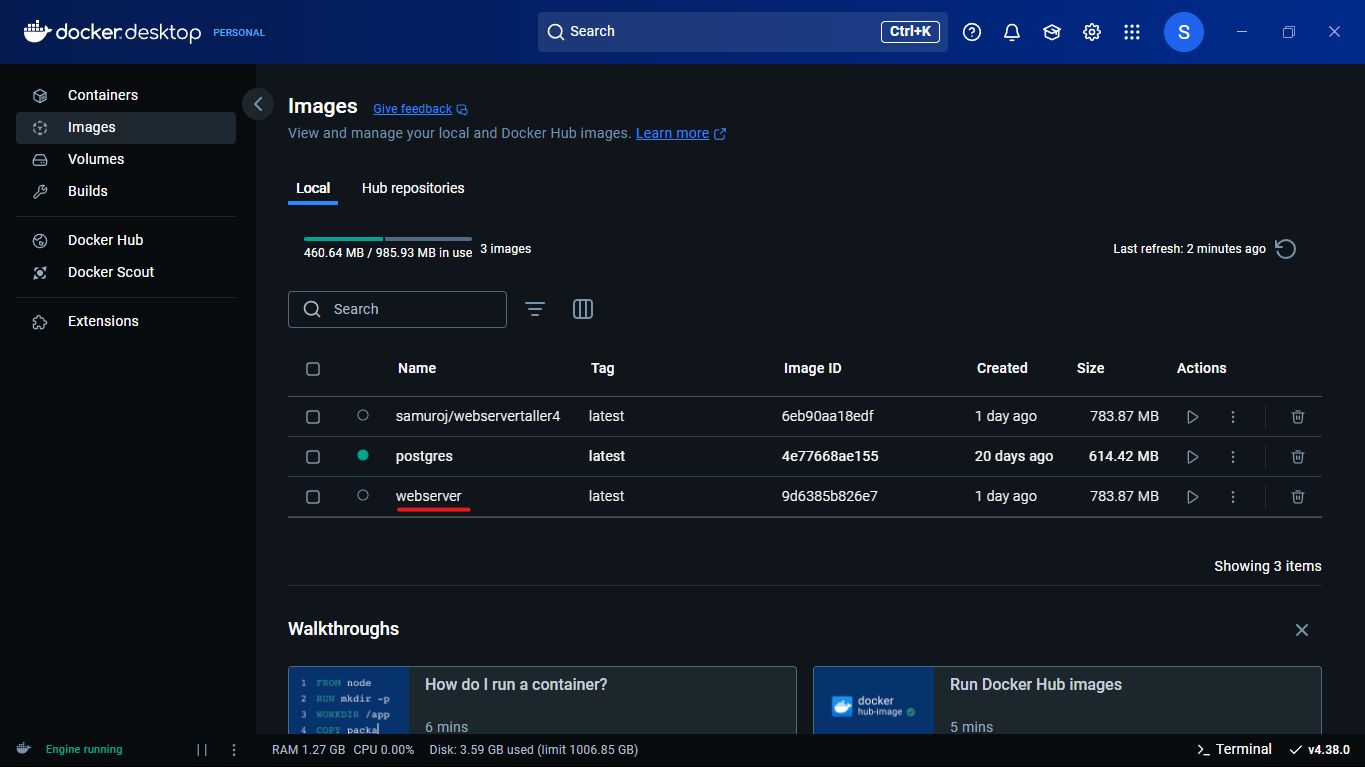 docker.desktop PERSONAL Search Ctrl+K S
Containers
Images
Volumes
Builds
Docker Hub
Docker Scout
Extensions
Images Give feedback
View and manage your local and Docker Hub images. Learn more
Local Hub repositories
460.64 MB / 985.93 MB in use 3 images Last refresh: 2 minutes ago
Search
Name Tag Image ID Created Size Actions
samuroj/webservertaller4 latest 6eb90aa18edf 1 day ago 783.87 MB
postgres latest 4e77668ae155 20 days ago 614.42 MB
webserver latest 9d6385b826e7 1 day ago 783.87 MB
Showing 3 items
Walkthroughs
1 FROM node
2 RUN mkdir -p
3 WORKDIR /app
4 COPY packa
How do I run a container?
6 mins
docker
hub-image
Run Docker Hub images
5 mins
Engine running RAM 1.27 GB CPU 0.00% Disk: 3.59 GB used (limit 1006.85 GB) >_ Terminal v4.38.0